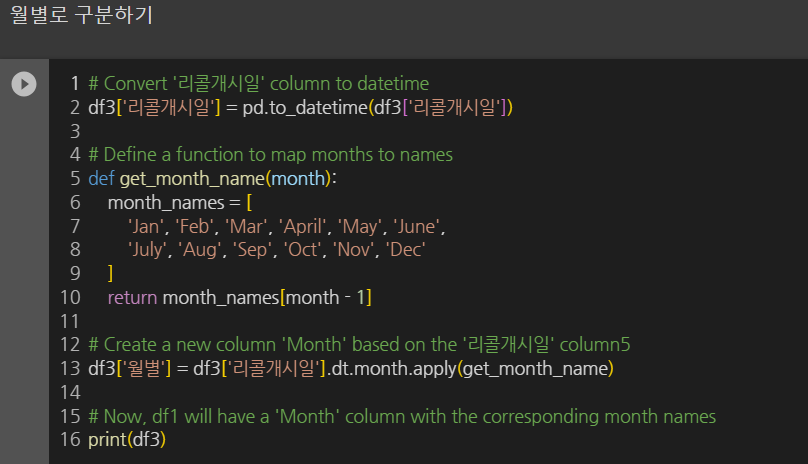 월별로 구분하기
1 # Convert '리콜개시일' column to datetime
2 df3['리콜개시일'] = pd.to_datetime(df3['리콜개시일'])
3
4 # Define a function to map months to names
5 def get_month_name(month):
6     month_names = [
7         'Jan', 'Feb', 'Mar', 'April', 'May', 'June',
8         'July', 'Aug', 'Sep', 'Oct', 'Nov', 'Dec'
9     ]
10     return month_names[month - 1]
11
12 # Create a new column 'Month' based on the '리콜개시일' column5
13 df3['월별'] = df3['리콜개시일'].dt.month.apply(get_month_name)
14
15 # Now, df1 will have a 'Month' column with the corresponding month names
16 print(df3)